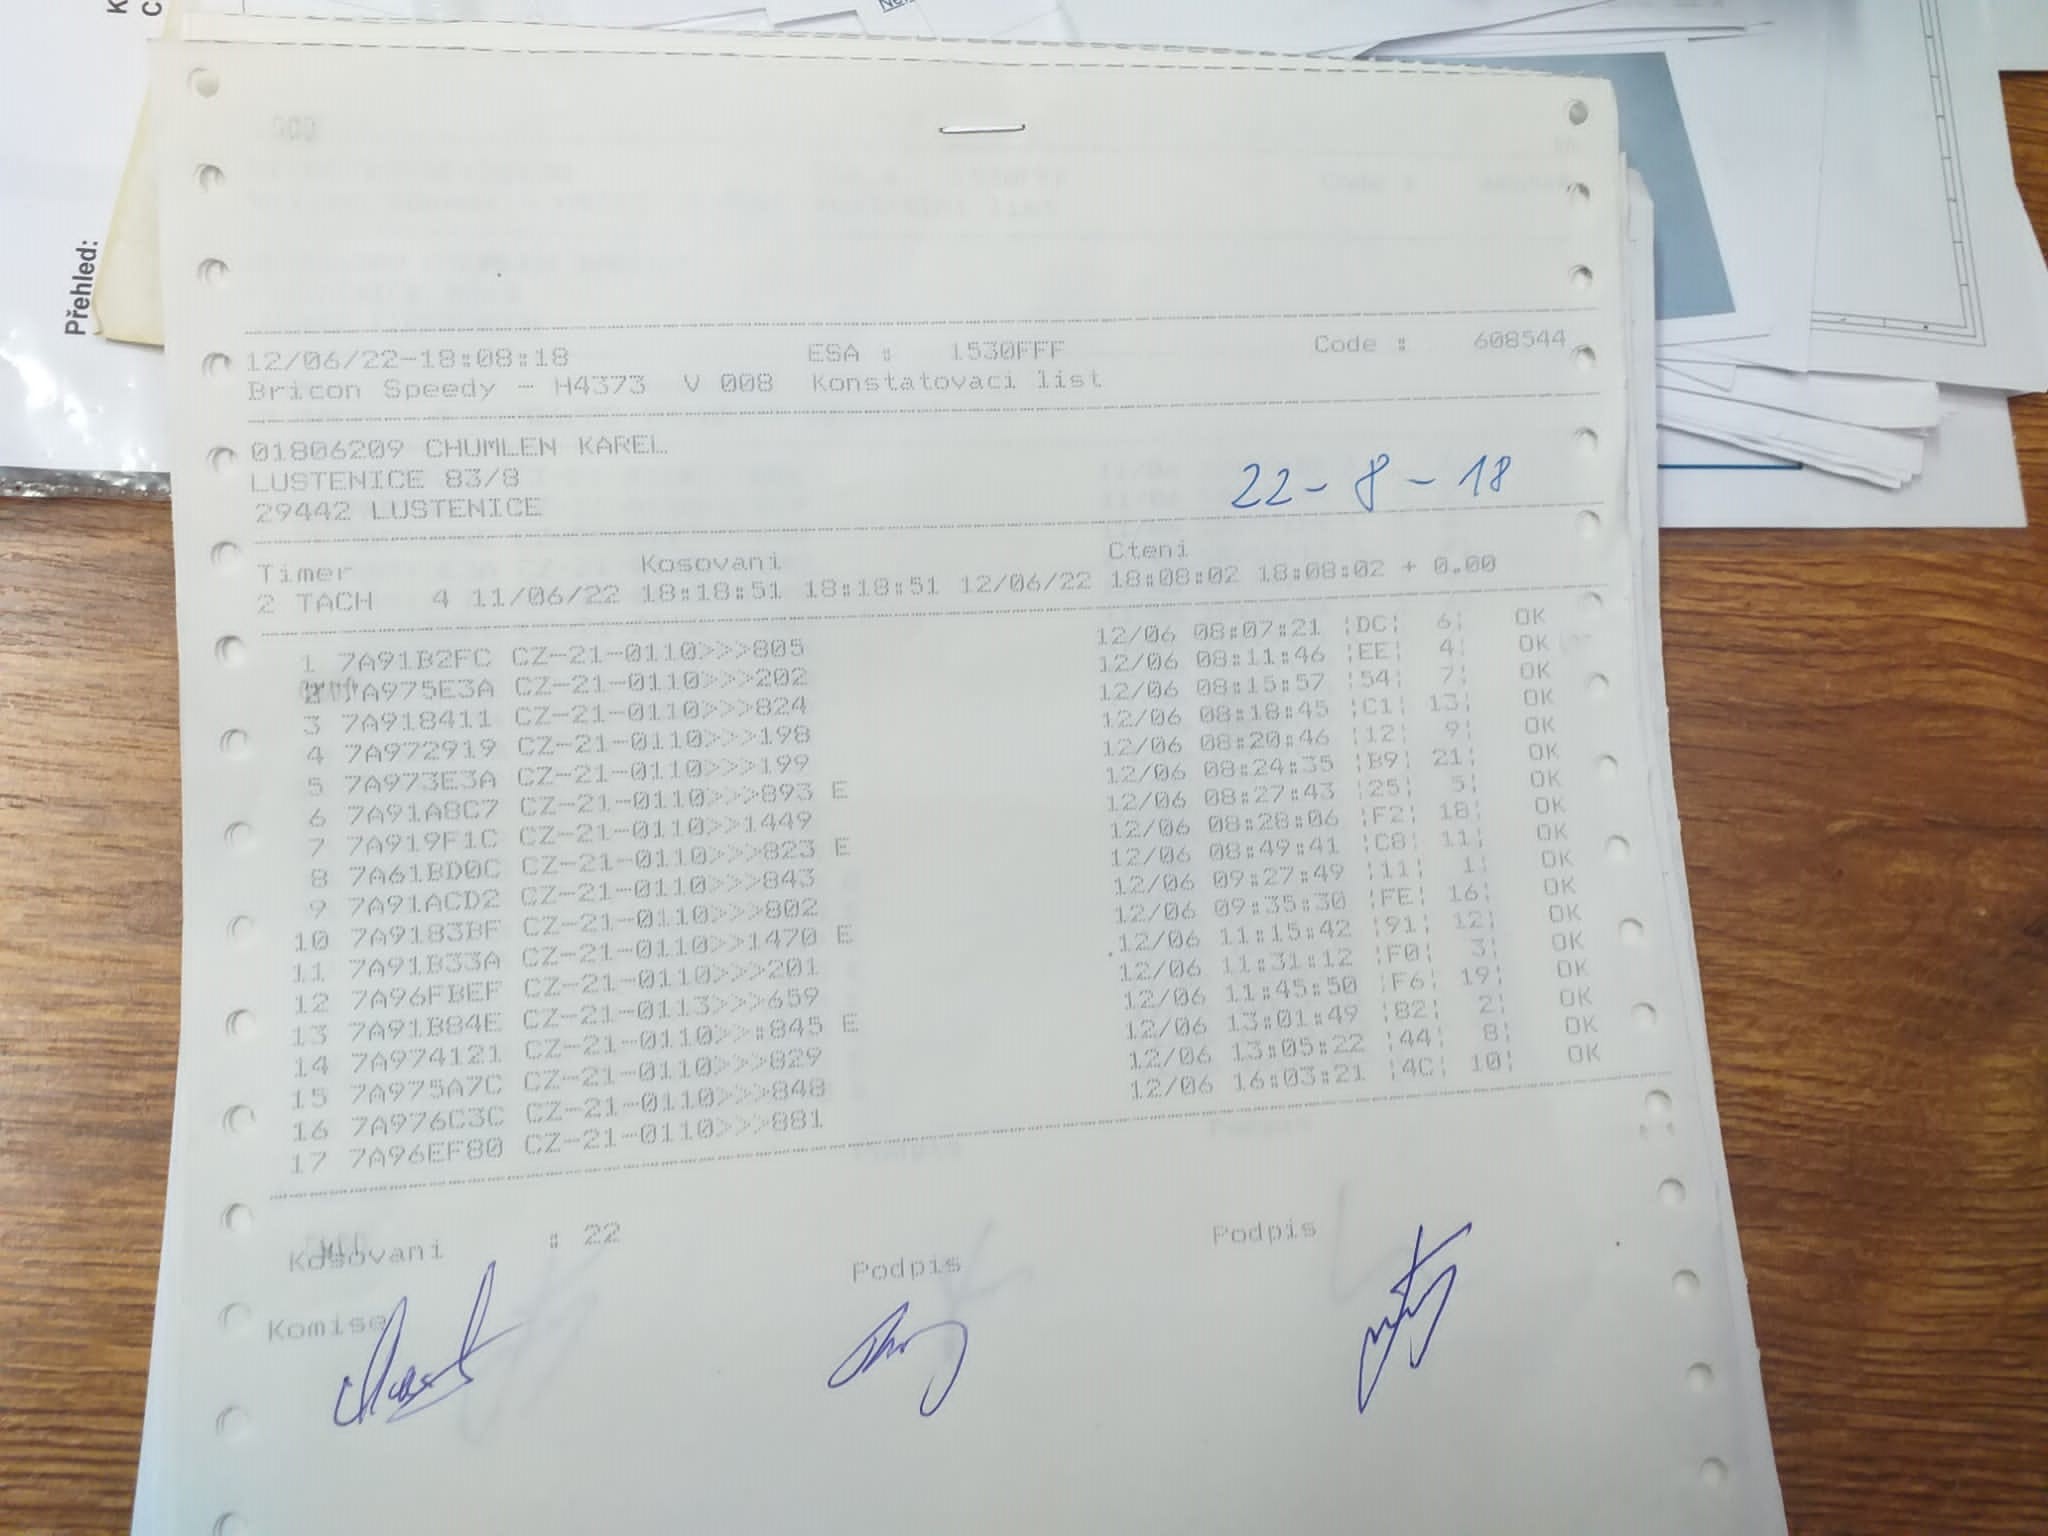 Přehled:
12/06/22-18:08:18 ESA : 1530FFF Code : 608544
Bricon Speedy - H4373 V 008 Konstatovaci list
01806209 CHUMLEN KAREL
LUSTENICE 83/8
29442 LUSTENICE
22-8-18
Timer Kosovani Cteni
2 TACH 4 11/06/22 18:18:51 18:18:51 12/06/22 18:08:02 18:08:02 + 0.00
1 7A91B2FC CZ-21-0110>>>805 12/06 08:07:21 ¦DC¦ 6¦ OK
2 7A975E3A CZ-21-0110>>>202 12/06 08:11:46 ¦EE¦ 4¦ OK
3 7A918411 CZ-21-0110>>>824 12/06 08:15:57 ¦54¦ 7¦ OK
4 7A972919 CZ-21-0110>>>198 12/06 08:18:45 ¦C1¦ 13¦ OK
5 7A973E3A CZ-21-0110>>>199 12/06 08:20:46 ¦12¦ 9¦ OK
6 7A91A8C7 CZ-21-0110>>>893 E 12/06 08:24:35 ¦B9¦ 21¦ OK
7 7A919F1C CZ-21-0110>>1449 12/06 08:27:43 ¦25¦ 5¦ OK
8 7A61BD0C CZ-21-0110>>>823 E 12/06 08:28:06 ¦F2¦ 18¦ OK
9 7A91ACD2 CZ-21-0110>>>843 12/06 08:49:41 ¦C8¦ 11¦ OK
10 7A9183BF CZ-21-0110>>>802 12/06 09:27:49 ¦11¦ 1¦ OK
11 7A91B33A CZ-21-0110>>1470 E 12/06 09:35:30 ¦FE¦ 16¦ OK
12 7A96FBEF CZ-21-0110>>>201 12/06 11:15:42 ¦91¦ 12¦ OK
13 7A91B84E CZ-21-0113>>>659 12/06 11:31:12 ¦F0¦ 3¦ OK
14 7A974121 CZ-21-0110>>:845 E 12/06 11:45:50 ¦F6¦ 19¦ OK
15 7A975A7C CZ-21-0110>>>829 12/06 13:01:49 ¦82¦ 2¦ OK
16 7A976C3C CZ-21-0110>>>848 12/06 13:05:22 ¦44¦ 8¦ OK
17 7A96EF80 CZ-21-0110>>>881 12/06 16:03:21 ¦4C¦ 10¦ OK
Kosovani : 22
Komise Podpis Podpis